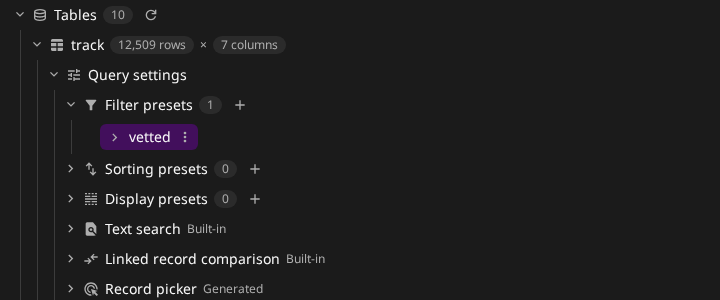 Tables 10
track 12,509 rows × 7 columns
Query settings
Filter presets 1 +
vetted
Sorting presets 0 +
Display presets 0 +
Text search Built-in
Linked record comparison Built-in
Record picker Generated